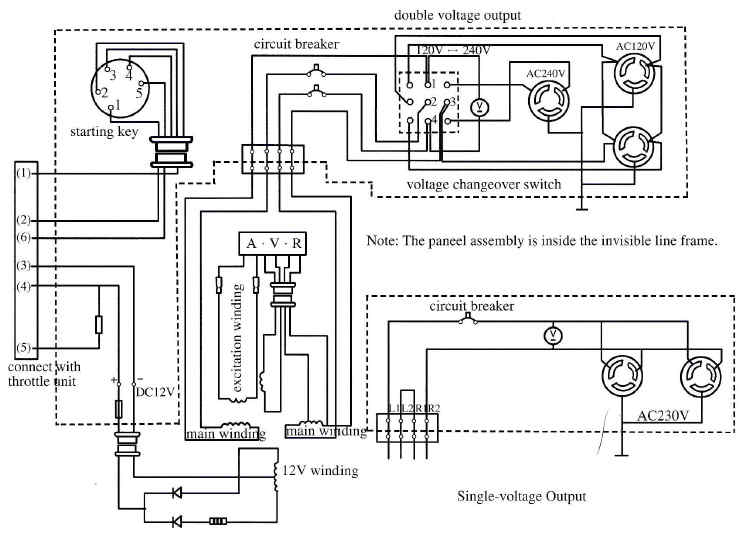 double voltage output
circuit breaker
120V ↔ 240V
AC120V
AC240V
3 4
2 5
1
1
2 3
4
V
starting key
(1)
voltage changeover switch
(2)
(6)
A · V · R
Note: The paneel assembly is inside the invisible line frame.
(3)
(4)
excitation winding
circuit breaker
V
(5)
connect with
throttle unit
+ −
DC12V
L1 L2 R1 R2
AC230V
main winding
main winding
12V winding
Single-voltage Output